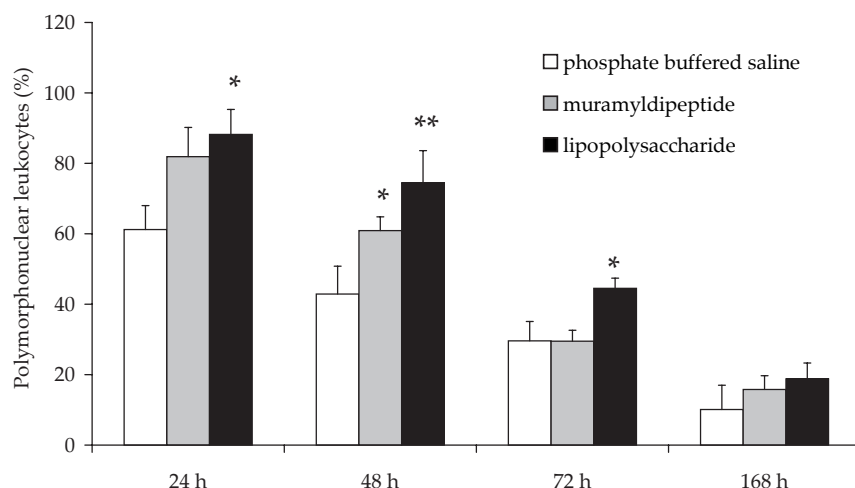 120
100
80
60
40
20
0
Polymorphonuclear leukocytes (%)
phosphate buffered saline
muramyldipeptide
lipopolysaccharide
*
*
**
*
24 h
48 h
72 h
168 h